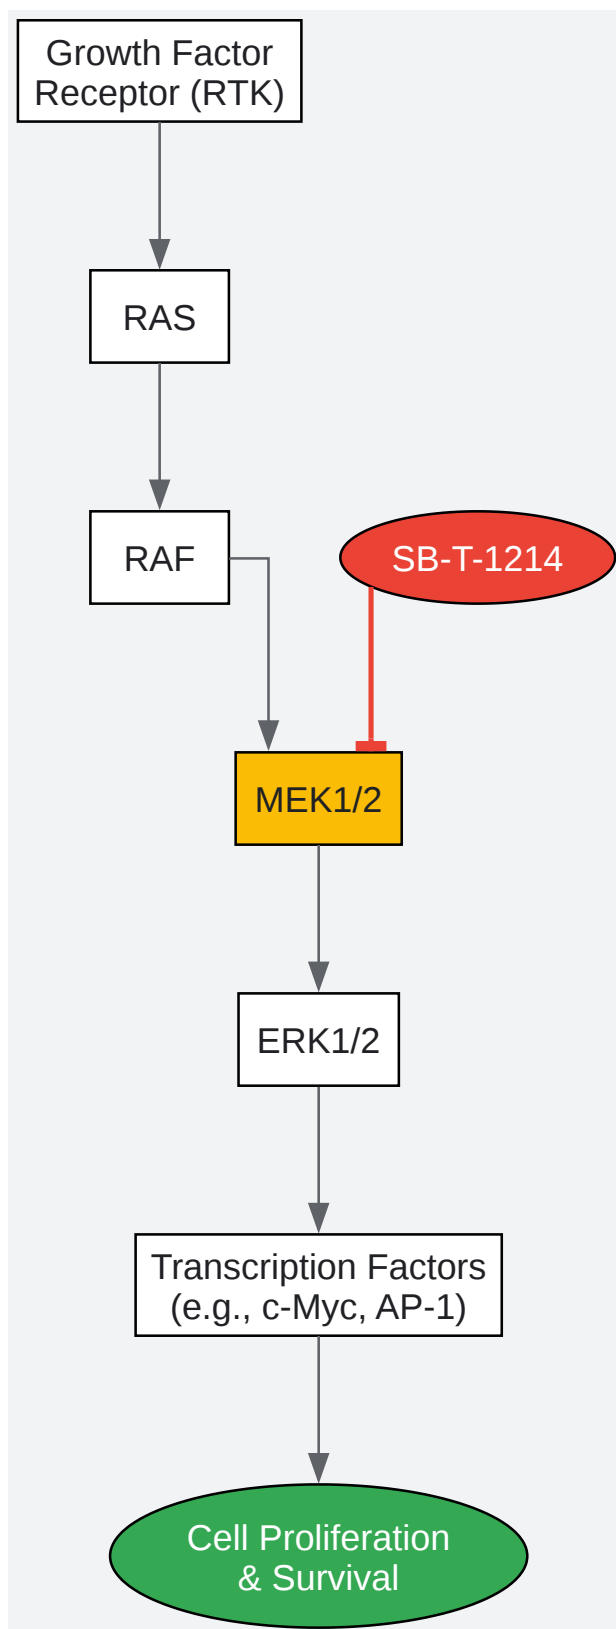 Growth Factor
Receptor (RTK)
RAS
RAF
SB-T-1214
MEK1/2
ERK1/2
Transcription Factors
(e.g., c-Myc, AP-1)
Cell Proliferation
& Survival